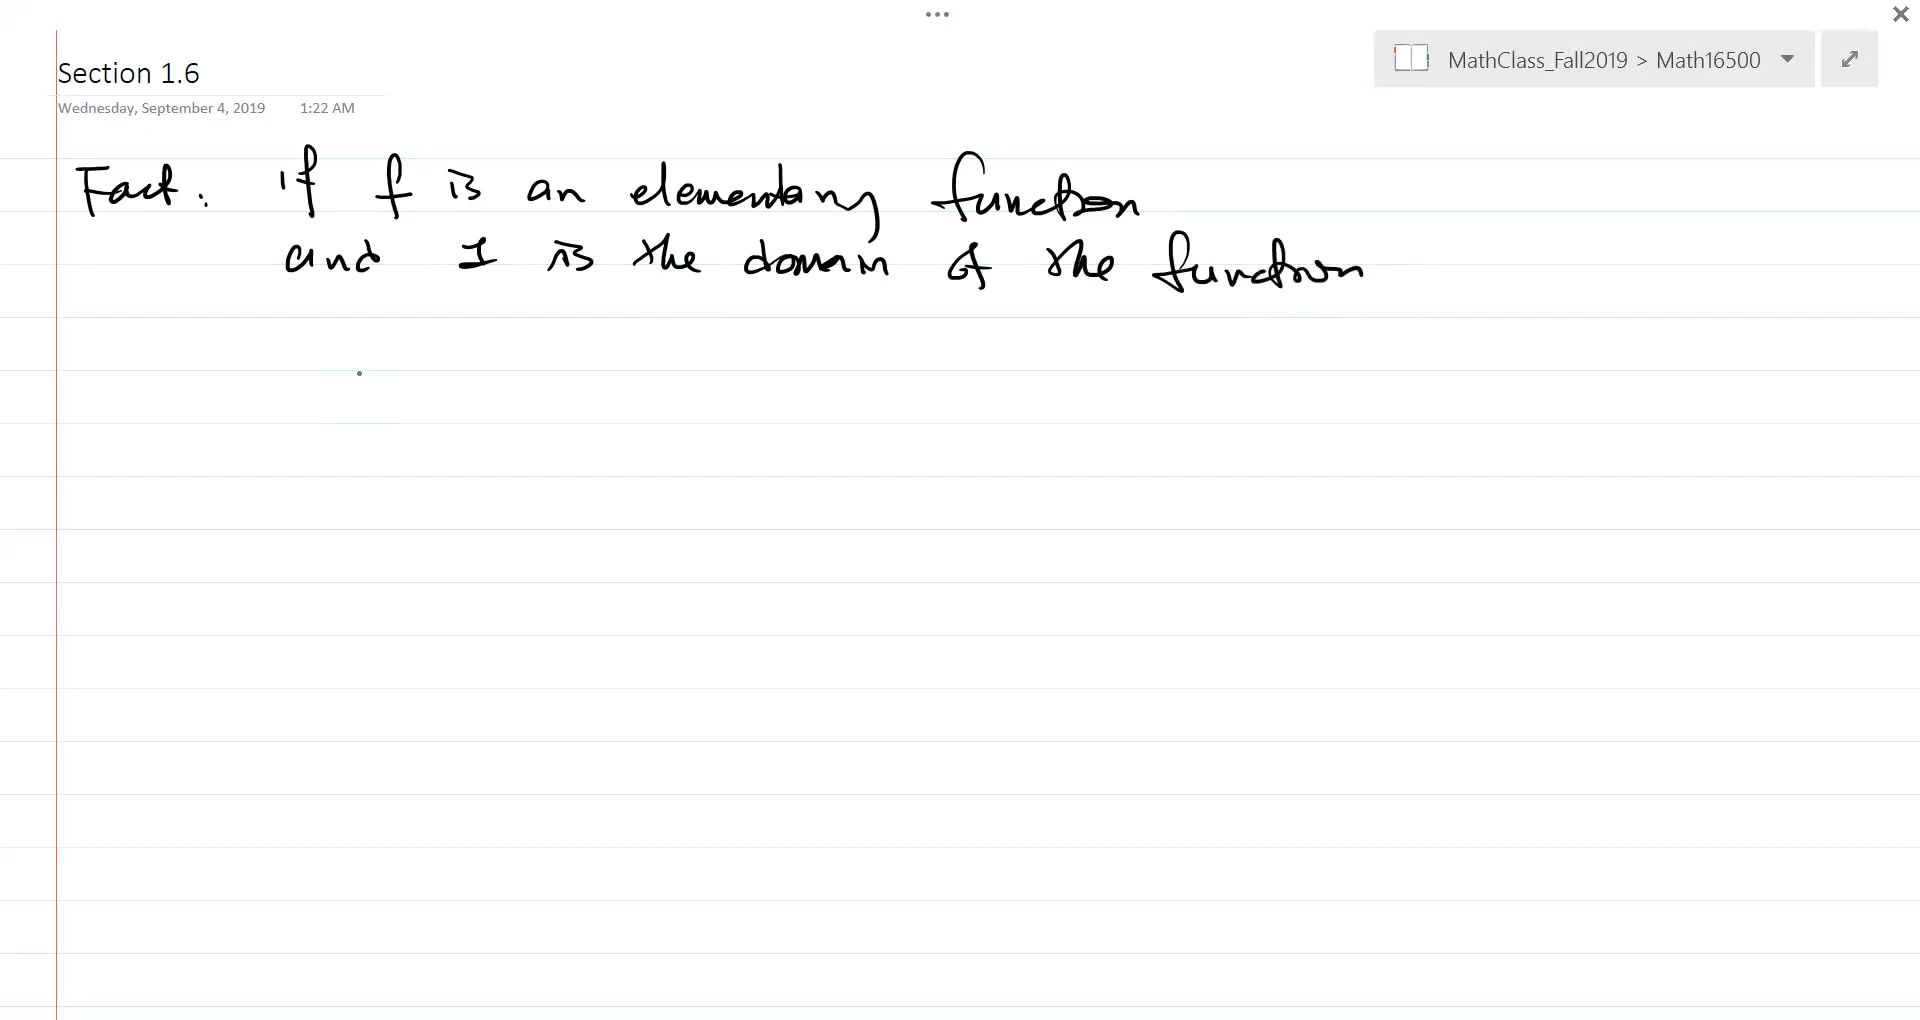 MathClass_Fall2019 > Math16500
Section 1.6
Wednesday, September 4, 2019 1:22 AM
Fact: if f is an elementary function
and I is the domain of the function